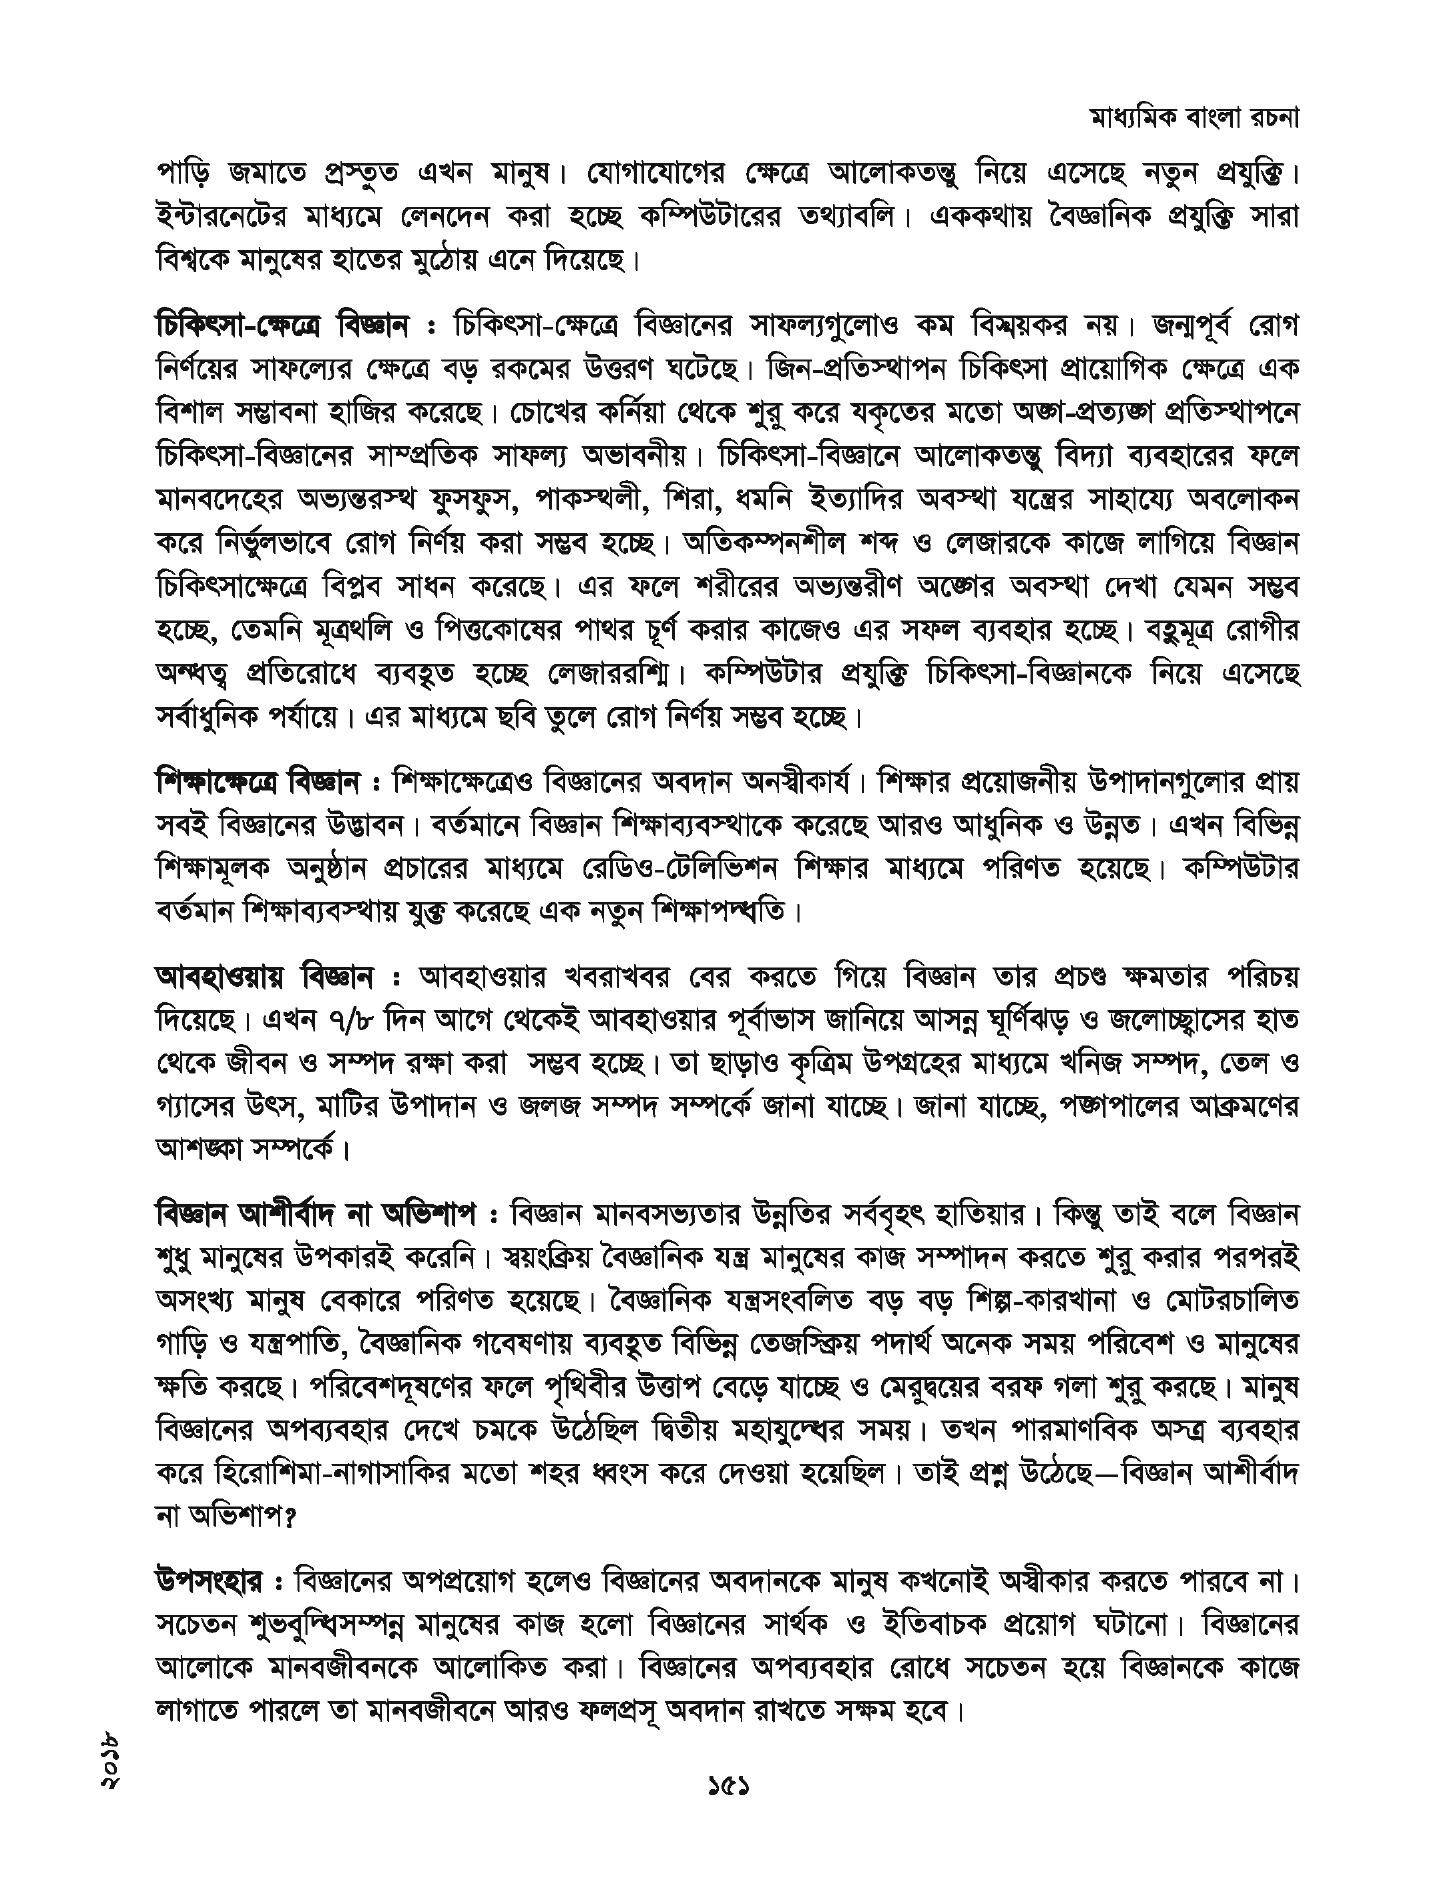 মাধ্যমিক বাংলা রচনা
পাড়ি জমাতে প্রস্তুত এখন মানুষ। যোগাযোগের ক্ষেত্রে আলোকতন্তু নিয়ে এসেছে নতুন প্রযুক্তি।
ইন্টারনেটের মাধ্যমে লেনদেন করা হচ্ছে কম্পিউটারের তথ্যাবলি। এককথায় বৈজ্ঞানিক প্রযুক্তি সারা
বিশ্বকে মানুষের হাতের মুঠোয় এনে দিয়েছে।
চিকিৎসা-ক্ষেত্রে বিজ্ঞান : চিকিৎসা-ক্ষেত্রে বিজ্ঞানের সাফল্যগুলোও কম বিস্ময়কর নয়। জন্মপূর্ব রোগ
নির্ণয়ের সাফল্যের ক্ষেত্রে বড় রকমের উত্তরণ ঘটেছে। জিন-প্রতিস্থাপন চিকিৎসা প্রায়োগিক ক্ষেত্রে এক
বিশাল সম্ভাবনা হাজির করেছে। চোখের কর্নিয়া থেকে শুরু করে যকৃতের মতো অঙ্গ-প্রত্যঙ্গ প্রতিস্থাপনে
চিকিৎসা-বিজ্ঞানের সাম্প্রতিক সাফল্য অভাবনীয়। চিকিৎসা-বিজ্ঞানে আলোকতন্তু বিদ্যা ব্যবহারের ফলে
মানবদেহের অভ্যন্তরস্থ ফুসফুস, পাকস্থলী, শিরা, ধমনি ইত্যাদির অবস্থা যন্ত্রের সাহায্যে অবলোকন
করে নির্ভুলভাবে রোগ নির্ণয় করা সম্ভব হচ্ছে। অতিকম্পনশীল শব্দ ও লেজারকে কাজে লাগিয়ে বিজ্ঞান
চিকিৎসাক্ষেত্রে বিপ্লব সাধন করেছে। এর ফলে শরীরের অভ্যন্তরীণ অঙ্গের অবস্থা দেখা যেমন সম্ভব
হচ্ছে, তেমনি মূত্রথলি ও পিত্তকোষের পাথর চূর্ণ করার কাজেও এর সফল ব্যবহার হচ্ছে। বহুমূত্র রোগীর
অন্ধত্ব প্রতিরোধে ব্যবহৃত হচ্ছে লেজাররশ্মি। কম্পিউটার প্রযুক্তি চিকিৎসা-বিজ্ঞানকে নিয়ে এসেছে
সর্বাধুনিক পর্যায়ে। এর মাধ্যমে ছবি তুলে রোগ নির্ণয় সম্ভব হচ্ছে।
শিক্ষাক্ষেত্রে বিজ্ঞান : শিক্ষাক্ষেত্রেও বিজ্ঞানের অবদান অনস্বীকার্য। শিক্ষার প্রয়োজনীয় উপাদানগুলোর প্রায়
সবই বিজ্ঞানের উদ্ভাবন। বর্তমানে বিজ্ঞান শিক্ষাব্যবস্থাকে করেছে আরও আধুনিক ও উন্নত। এখন বিভিন্ন
শিক্ষামূলক অনুষ্ঠান প্রচারের মাধ্যমে রেডিও-টেলিভিশন শিক্ষার মাধ্যমে পরিণত হয়েছে। কম্পিউটার
বর্তমান শিক্ষাব্যবস্থায় যুক্ত করেছে এক নতুন শিক্ষাপদ্ধতি।
আবহাওয়ায় বিজ্ঞান : আবহাওয়ার খবরাখবর বের করতে গিয়ে বিজ্ঞান তার প্রচণ্ড ক্ষমতার পরিচয়
দিয়েছে। এখন ৭/৮ দিন আগে থেকেই আবহাওয়ার পূর্বাভাস জানিয়ে আসন্ন ঘূর্ণিঝড় ও জলোচ্ছ্বাসের হাত
থেকে জীবন ও সম্পদ রক্ষা করা সম্ভব হচ্ছে। তা ছাড়াও কৃত্রিম উপগ্রহের মাধ্যমে খনিজ সম্পদ, তেল ও
গ্যাসের উৎস, মাটির উপাদান ও জলজ সম্পদ সম্পর্কে জানা যাচ্ছে। জানা যাচ্ছে, পঙ্গপালের আক্রমণের
আশঙ্কা সম্পর্কে।
বিজ্ঞান আশীর্বাদ না অভিশাপ : বিজ্ঞান মানবসভ্যতার উন্নতির সর্ববৃহৎ হাতিয়ার। কিন্তু তাই বলে বিজ্ঞান
শুধু মানুষের উপকারই করেনি। স্বয়ংক্রিয় বৈজ্ঞানিক যন্ত্র মানুষের কাজ সম্পাদন করতে শুরু করার পরপরই
অসংখ্য মানুষ বেকারে পরিণত হয়েছে। বৈজ্ঞানিক যন্ত্রসংবলিত বড় বড় শিল্প-কারখানা ও মোটরচালিত
গাড়ি ও যন্ত্রপাতি, বৈজ্ঞানিক গবেষণায় ব্যবহৃত বিভিন্ন তেজস্ক্রিয় পদার্থ অনেক সময় পরিবেশ ও মানুষের
ক্ষতি করছে। পরিবেশদূষণের ফলে পৃথিবীর উত্তাপ বেড়ে যাচ্ছে ও মেরুদ্বয়ের বরফ গলা শুরু করছে। মানুষ
বিজ্ঞানের অপব্যবহার দেখে চমকে উঠেছিল দ্বিতীয় মহাযুদ্ধের সময়। তখন পারমাণবিক অস্ত্র ব্যবহার
করে হিরোশিমা-নাগাসাকির মতো শহর ধ্বংস করে দেওয়া হয়েছিল। তাই প্রশ্ন উঠেছে—বিজ্ঞান আশীর্বাদ
না অভিশাপ?
উপসংহার : বিজ্ঞানের অপপ্রয়োগ হলেও বিজ্ঞানের অবদানকে মানুষ কখনোই অস্বীকার করতে পারবে না।
সচেতন শুভবুদ্ধিসম্পন্ন মানুষের কাজ হলো বিজ্ঞানের সার্থক ও ইতিবাচক প্রয়োগ ঘটানো। বিজ্ঞানের
আলোকে মানবজীবনকে আলোকিত করা। বিজ্ঞানের অপব্যবহার রোধে সচেতন হয়ে বিজ্ঞানকে কাজে
লাগাতে পারলে তা মানবজীবনে আরও ফলপ্রসূ অবদান রাখতে সক্ষম হবে।
২০১৮
১৫১